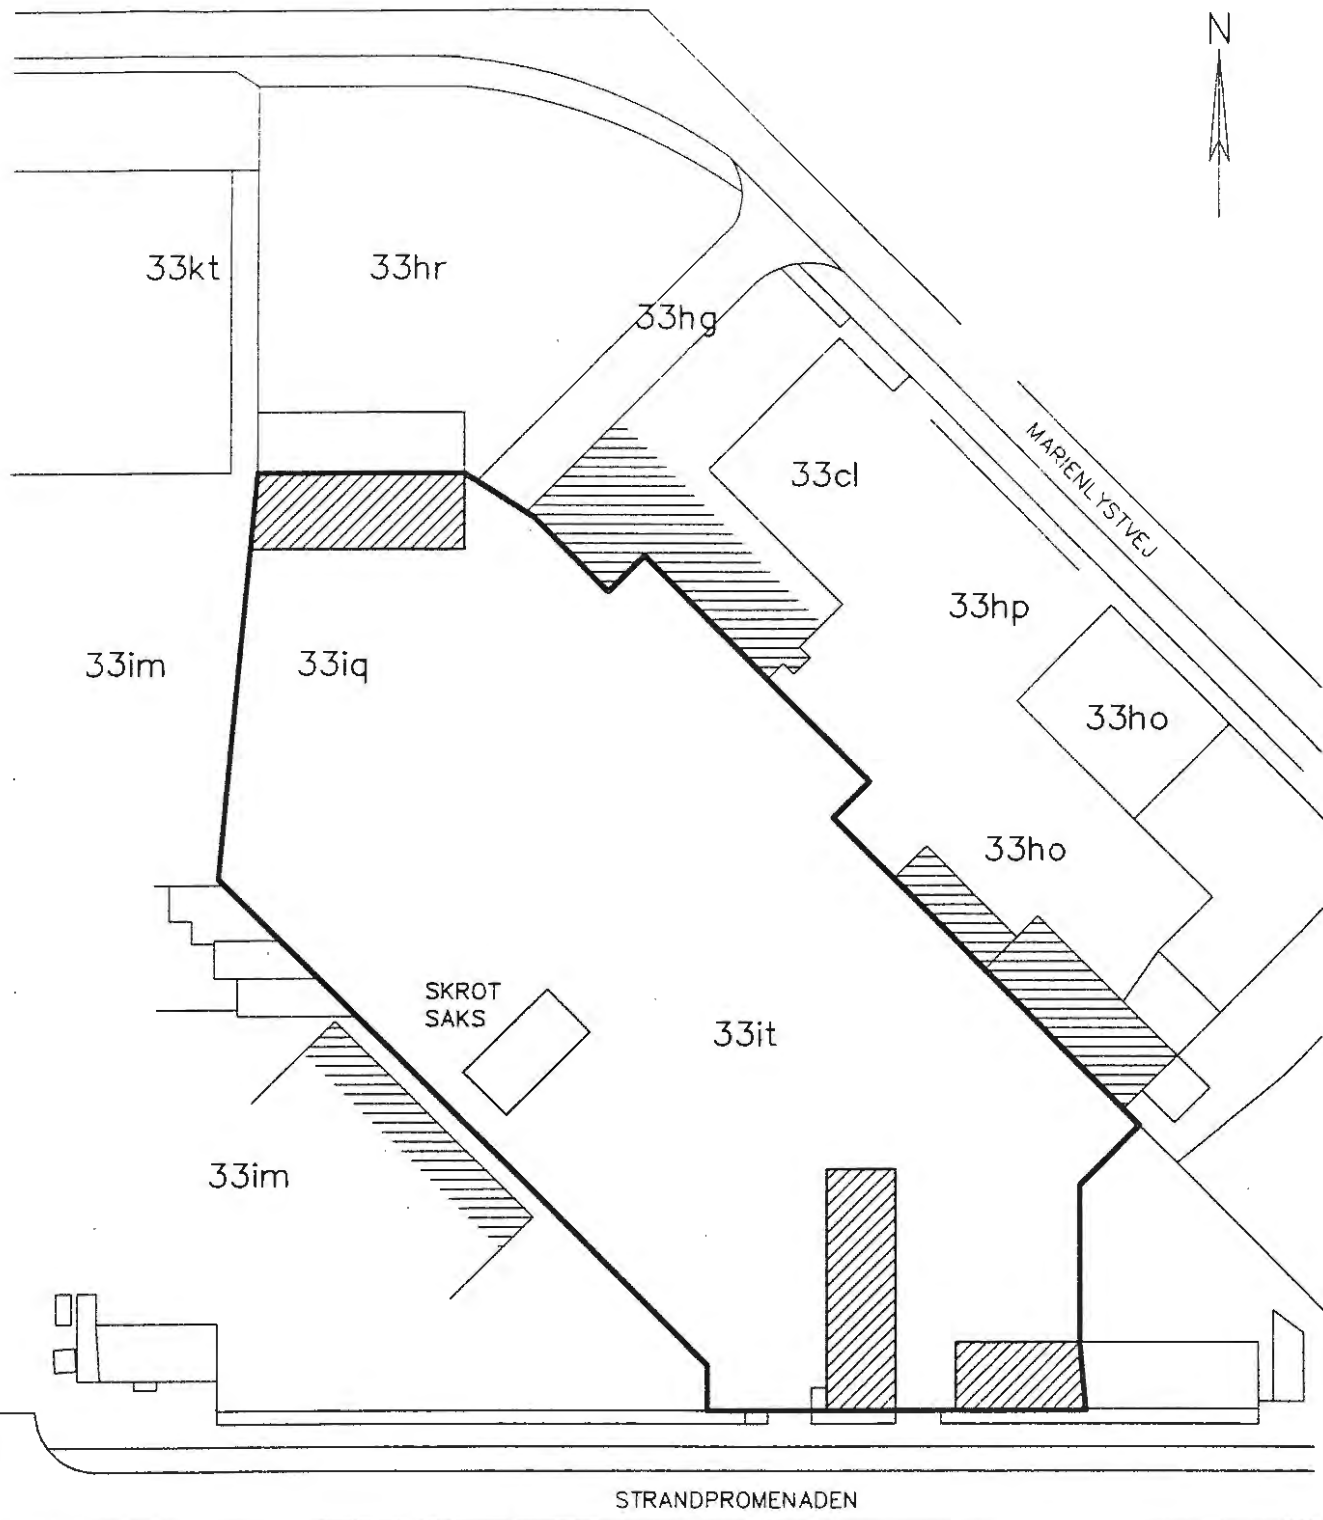 N
33kt
33hr
33hg
33cl
MARIENLYSTVEJ
33hp
33im
33iq
33ho
33ho
SKROT
SAKS
33it
33im
STRANDPROMENADEN